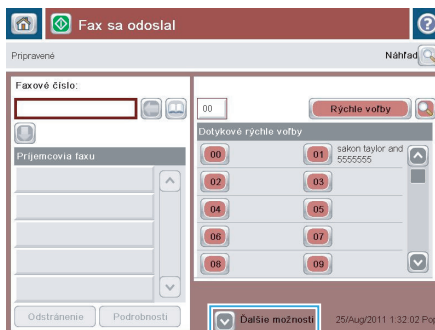 Fax sa odoslal
Pripravené
Náhľad
Faxové číslo:
00
Rýchle voľby
Dotykové rýchle voľby
Príjemcovia faxu
00
01
sakon taylor and
5555555
02
03
04
05
06
07
08
09
Odstránenie
Podrobnosti
Ďalšie možnosti
25/Aug/2011 1:32:02 Pop